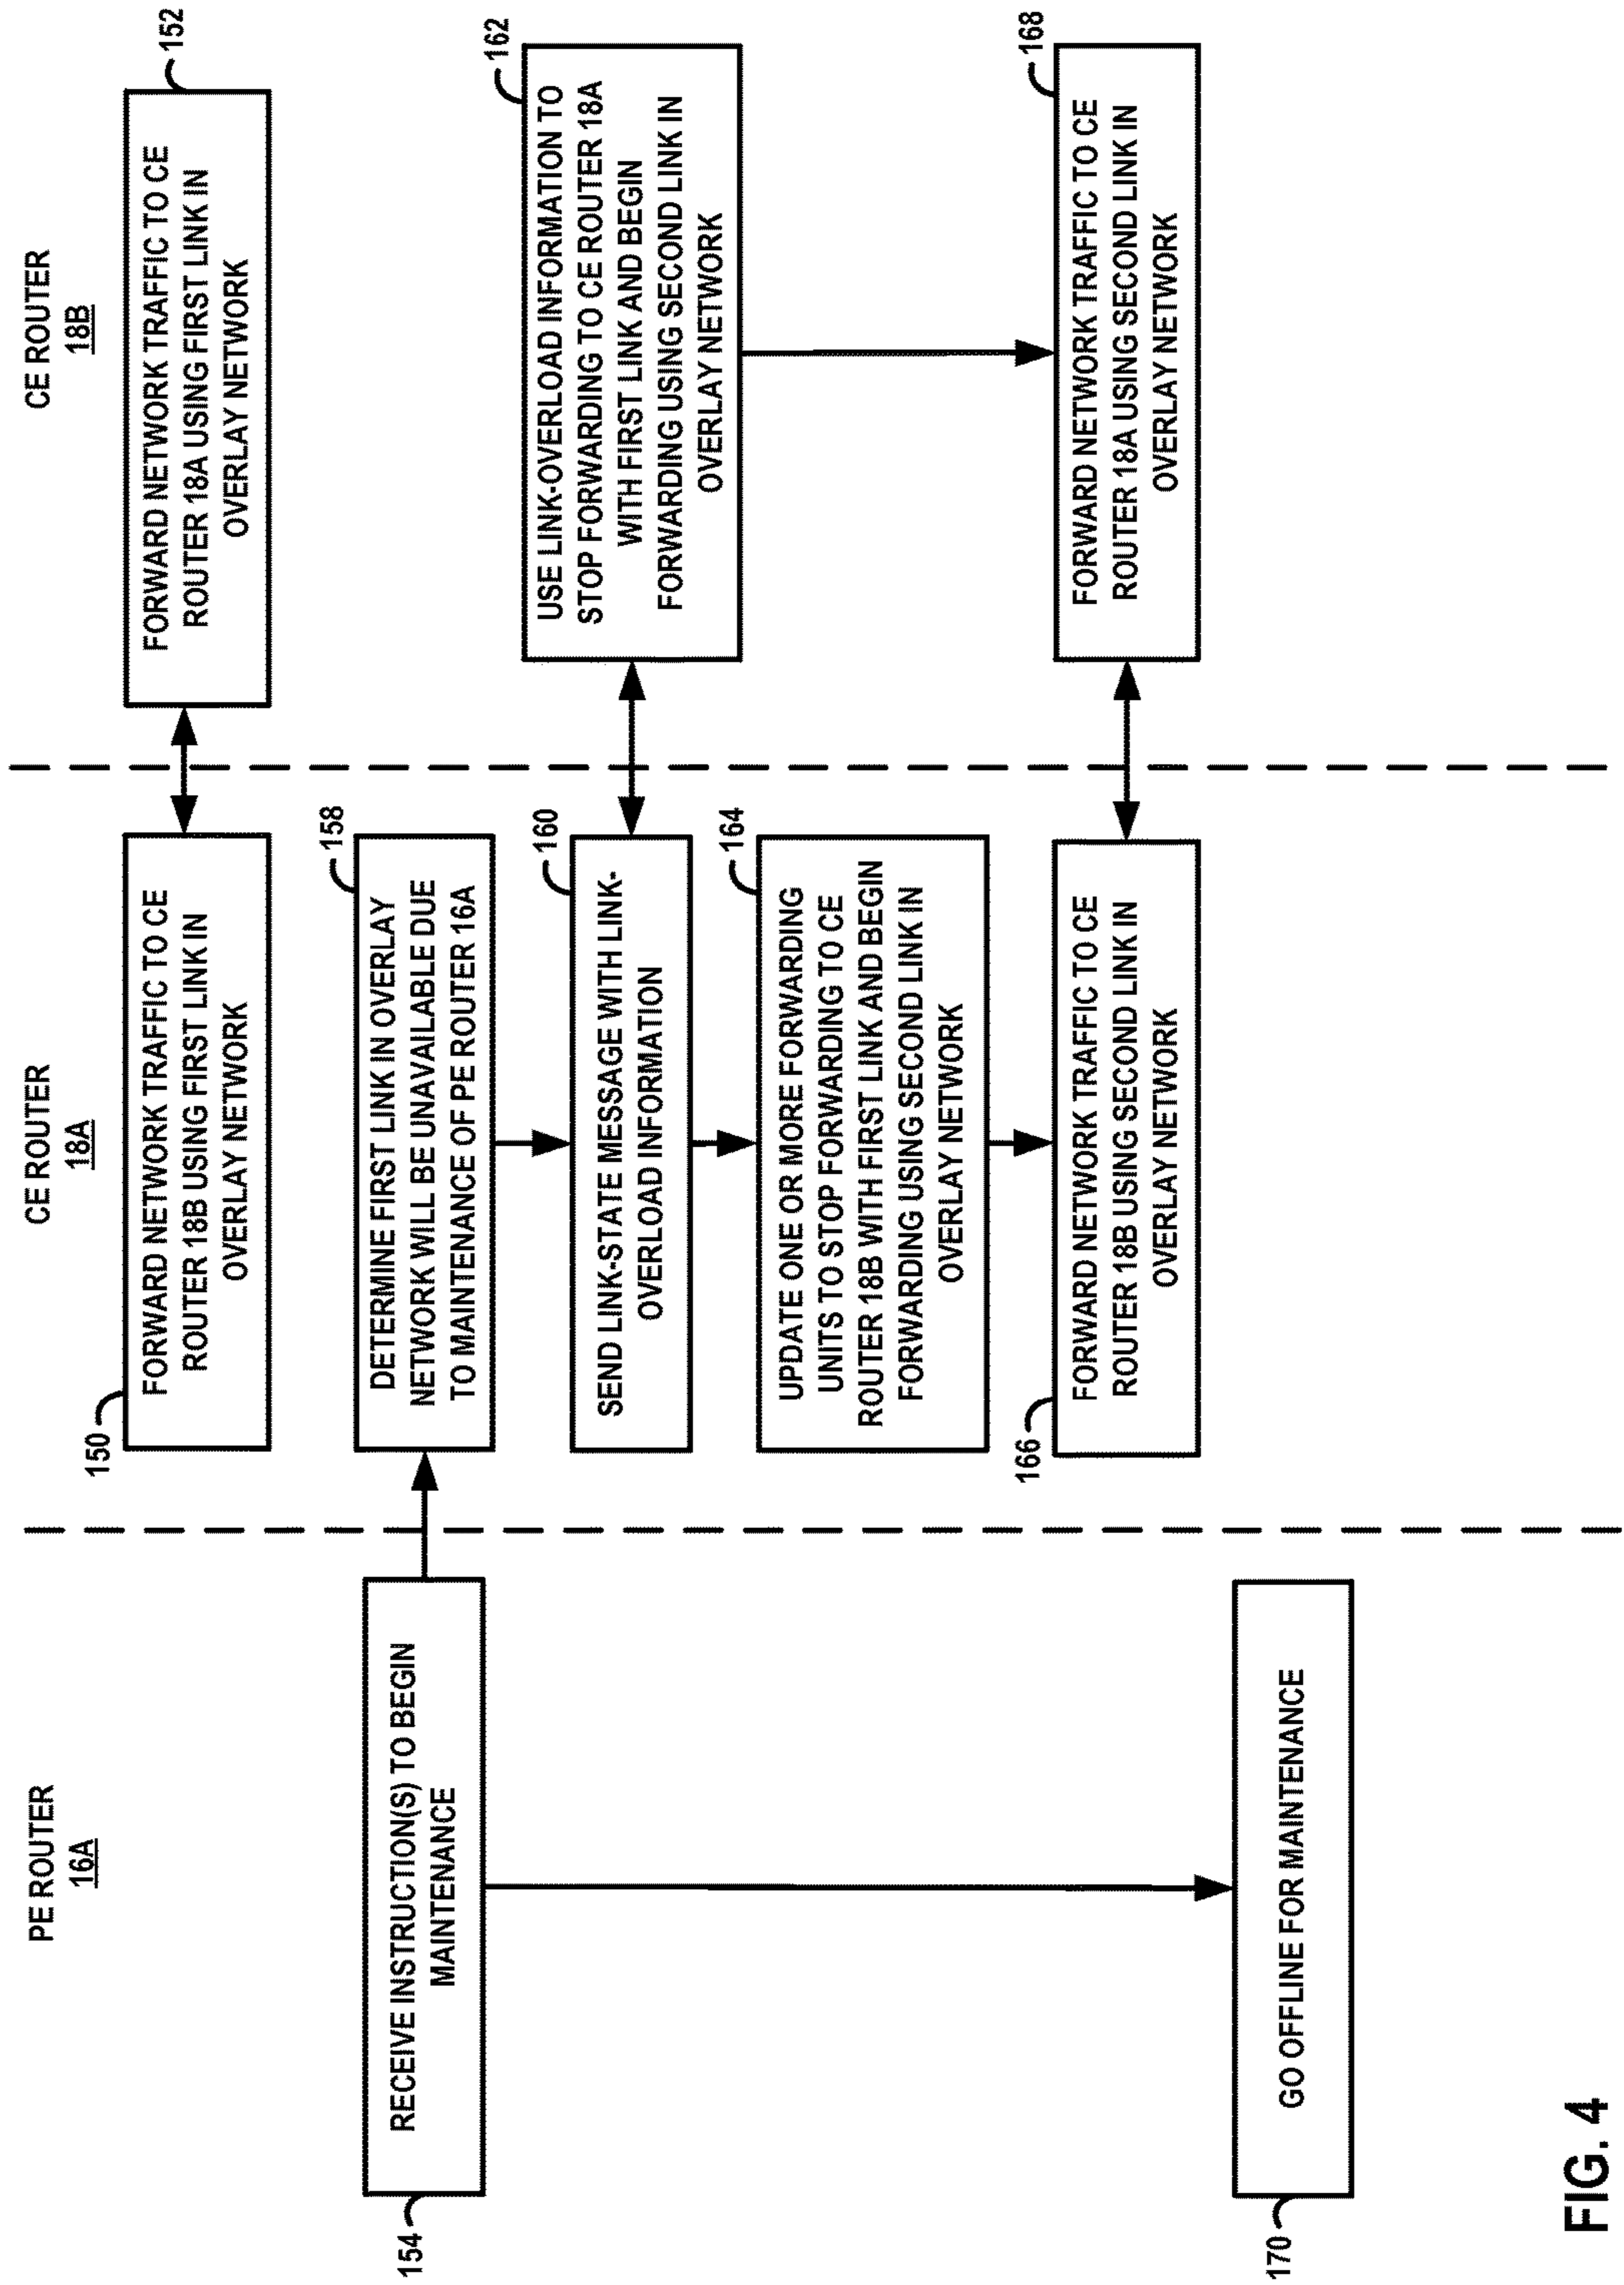 PE ROUTER
16A
CE ROUTER
18A
CE ROUTER
18B
150
FORWARD NETWORK TRAFFIC TO CE
ROUTER 18B USING FIRST LINK IN
OVERLAY NETWORK
152
FORWARD NETWORK TRAFFIC TO CE
ROUTER 18A USING FIRST LINK IN
OVERLAY NETWORK
154
RECEIVE INSTRUCTION(S) TO BEGIN
MAINTENANCE
158
DETERMINE FIRST LINK IN OVERLAY
NETWORK WILL BE UNAVAILABLE DUE
TO MAINTENANCE OF PE ROUTER 16A
160
SEND LINK-STATE MESSAGE WITH LINK-
OVERLOAD INFORMATION
162
USE LINK-OVERLOAD INFORMATION TO
STOP FORWARDING TO CE ROUTER 18A
WITH FIRST LINK AND BEGIN
FORWARDING USING SECOND LINK IN
OVERLAY NETWORK
164
UPDATE ONE OR MORE FORWARDING
UNITS TO STOP FORWARDING TO CE
ROUTER 18B WITH FIRST LINK AND BEGIN
FORWARDING USING SECOND LINK IN
OVERLAY NETWORK
166
FORWARD NETWORK TRAFFIC TO CE
ROUTER 18B USING SECOND LINK IN
OVERLAY NETWORK
168
FORWARD NETWORK TRAFFIC TO CE
ROUTER 18A USING SECOND LINK IN
OVERLAY NETWORK
170
GO OFFLINE FOR MAINTENANCE
FIG. 4